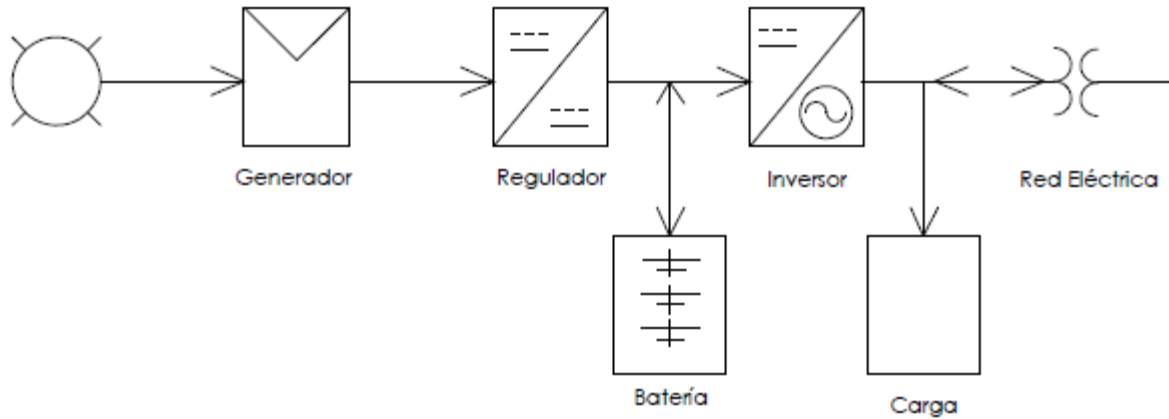 Generador
Regulador
Inversor
Red Eléctrica
Batería
Carga